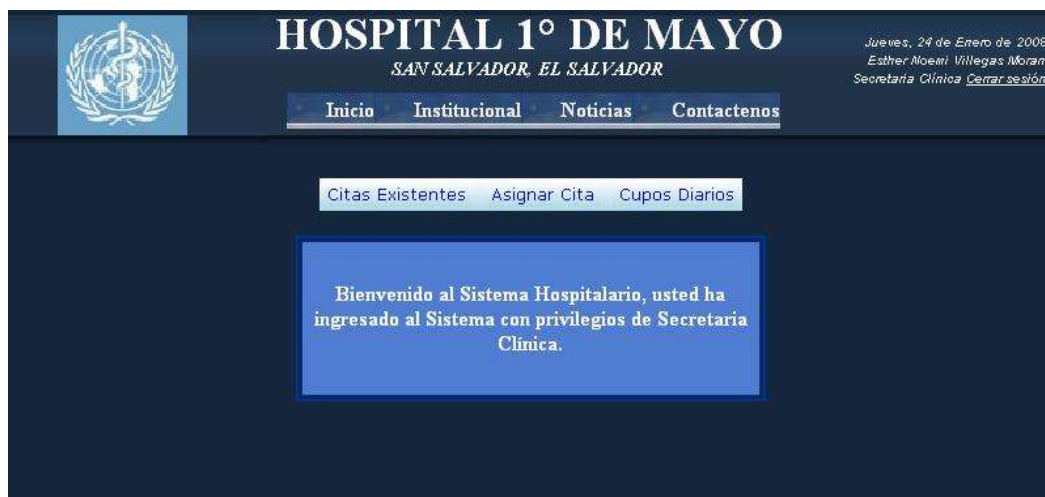 HOSPITAL 1° DE MAYO
SAN SALVADOR, EL SALVADOR
Jueves, 24 de Enero de 2008
Esther Noemi Villegas Moran
Secretaria Clínica Cerrar sesión
Inicio Institucional Noticias Contactenos
Citas Existentes Asignar Cita Cupos Diarios
Bienvenido al Sistema Hospitalario, usted ha
ingresado al Sistema con privilegios de Secretaria
Clínica.